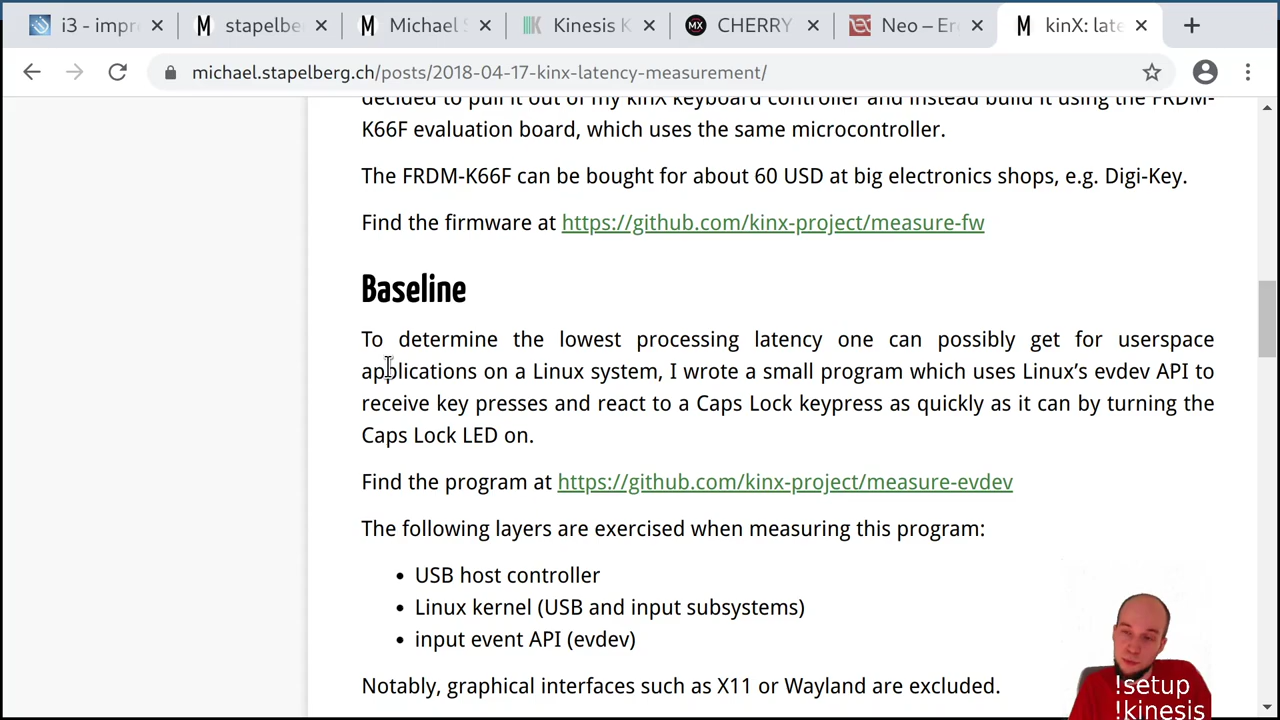 i3 - impr
stapelbe
Michael S
Kinesis K
CHERRY
Neo – Er
kinX: late
michael.stapelberg.ch/posts/2018-04-17-kinx-latency-measurement/
decided to pull it out of my kinX keyboard controller and instead build it using the FRDM-
K66F evaluation board, which uses the same microcontroller.
The FRDM-K66F can be bought for about 60 USD at big electronics shops, e.g. Digi-Key.
Find the firmware at https://github.com/kinx-project/measure-fw
Baseline
To determine the lowest processing latency one can possibly get for userspace
applications on a Linux system, I wrote a small program which uses Linux’s evdev API to
receive key presses and react to a Caps Lock keypress as quickly as it can by turning the
Caps Lock LED on.
Find the program at https://github.com/kinx-project/measure-evdev
The following layers are exercised when measuring this program:
• USB host controller
• Linux kernel (USB and input subsystems)
• input event API (evdev)
Notably, graphical interfaces such as X11 or Wayland are excluded.
!setup
!kinesis